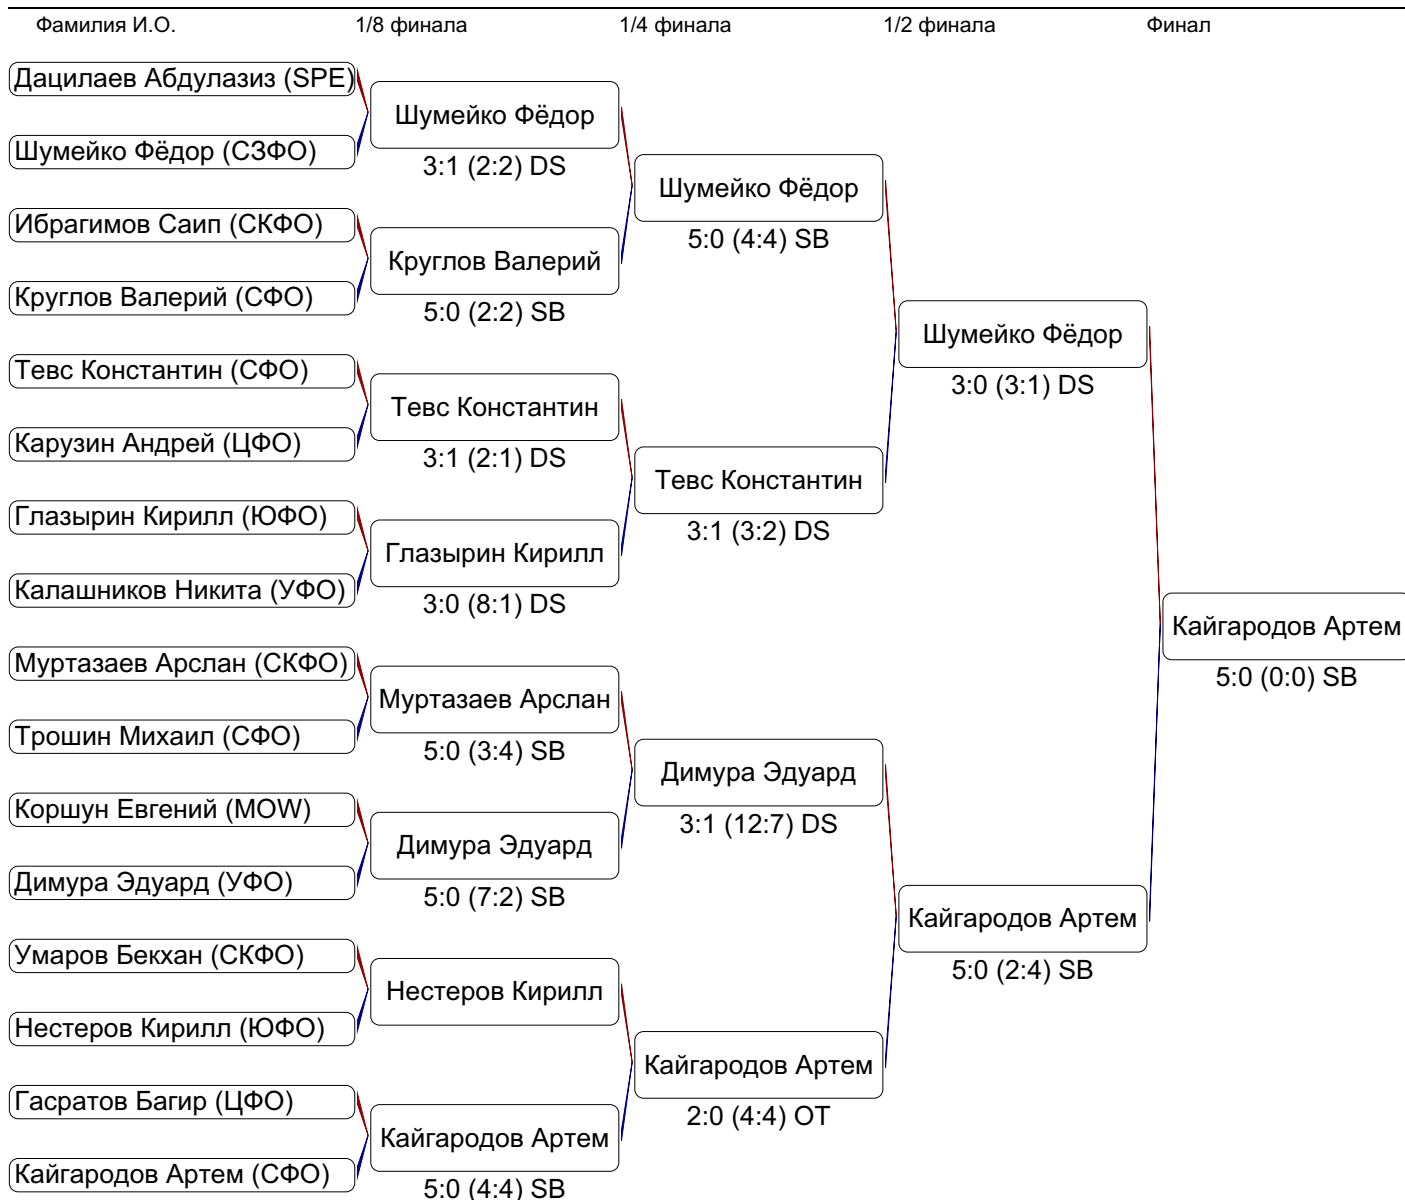 Фамилия И.О. 1/8 финала 1/4 финала 1/2 финала Финал
Дацилаев Абдулазиз (SPE)
Шумейко Фёдор
Шумейко Фёдор (СЗФО)
3:1 (2:2) DS
Шумейко Фёдор
Ибрагимов Саип (СКФО)
5:0 (4:4) SB
Круглов Валерий
Круглов Валерий (СФО)
5:0 (2:2) SB
Шумейко Фёдор
Тевс Константин (СФО)
3:0 (3:1) DS
Тевс Константин
Карузин Андрей (ЦФО)
3:1 (2:1) DS
Тевс Константин
Глазырин Кирилл (ЮФО)
3:1 (3:2) DS
Глазырин Кирилл
Калашников Никита (УФО)
3:0 (8:1) DS
Кайгародов Артем
Муртазаев Арслан (СКФО)
5:0 (0:0) SB
Муртазаев Арслан
Трошин Михаил (СФО)
5:0 (3:4) SB
Димура Эдуард
Коршун Евгений (MOW)
3:1 (12:7) DS
Димура Эдуард
Димура Эдуард (УФО)
5:0 (7:2) SB
Кайгародов Артем
Умаров Бекхан (СКФО)
5:0 (2:4) SB
Нестеров Кирилл
Нестеров Кирилл (ЮФО)
Кайгародов Артем
Гасратов Багир (ЦФО)
2:0 (4:4) OT
Кайгародов Артем
Кайгародов Артем (СФО)
5:0 (4:4) SB